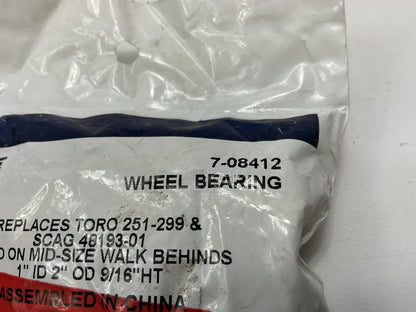 7-08412
WHEEL BEARING
REPLACES TORO 251-299 &
SCAG 48193-01
ON MID-SIZE WALK BEHINDS
1" ID 2" OD 9/16"HT
ASSEMBLED IN CHINA